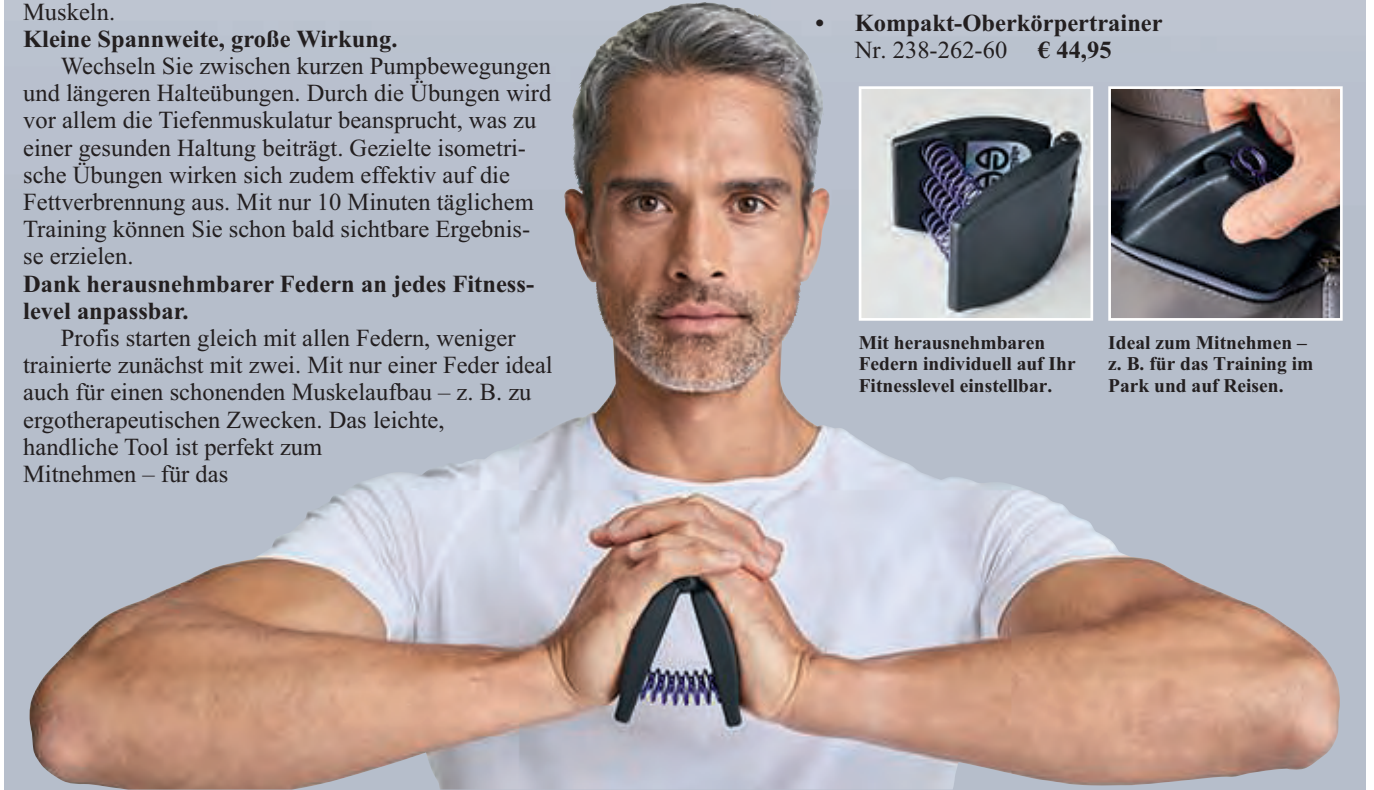 Muskeln.
Kleine Spannweite, große Wirkung.
Wechseln Sie zwischen kurzen Pumpbewegungen
und längeren Halteübungen. Durch die Übungen wird
vor allem die Tiefenmuskulatur beansprucht, was zu
einer gesunden Haltung beiträgt. Gezielte isometri-
sche Übungen wirken sich zudem effektiv auf die
Fettverbrennung aus. Mit nur 10 Minuten täglichem
Training können Sie schon bald sichtbare Ergebnis-
se erzielen.
Dank herausnehmbarer Federn an jedes Fitness-
level anpassbar.
Profis starten gleich mit allen Federn, weniger
trainierte zunächst mit zwei. Mit nur einer Feder ideal
auch für einen schonenden Muskelaufbau – z. B. zu
ergotherapeutischen Zwecken. Das leichte,
handliche Tool ist perfekt zum
Mitnehmen – für das
• Kompakt-Oberkörpertrainer
Nr. 238-262-60 € 44,95
Mit herausnehmbaren
Federn individuell auf Ihr
Fitnesslevel einstellbar.
Ideal zum Mitnehmen –
z. B. für das Training im
Park und auf Reisen.